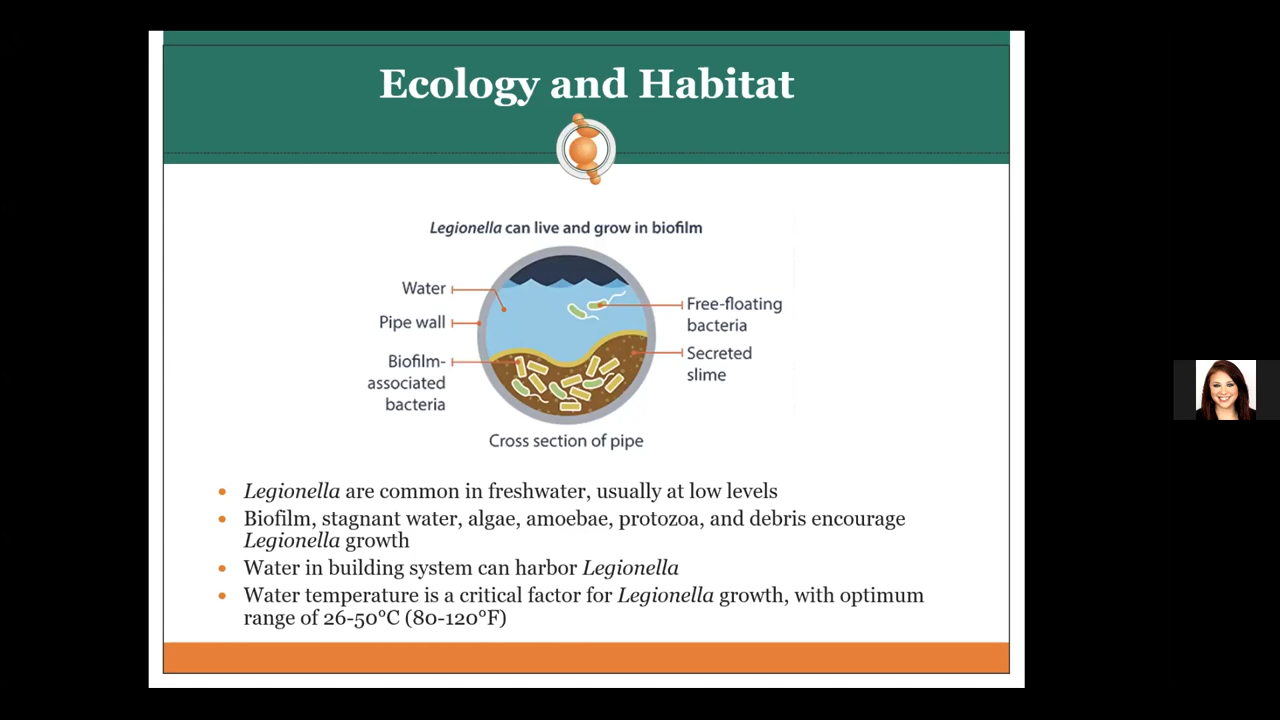 Ecology and Habitat
Legionella can live and grow in biofilm
Water
Pipe wall
Biofilm-
associated
bacteria
Free-floating
bacteria
Secreted
slime
Cross section of pipe
• Legionella are common in freshwater, usually at low levels
• Biofilm, stagnant water, algae, amoebae, protozoa, and debris encourage
Legionella growth
• Water in building system can harbor Legionella
• Water temperature is a critical factor for Legionella growth, with optimum
range of 26-50°C (80-120°F)